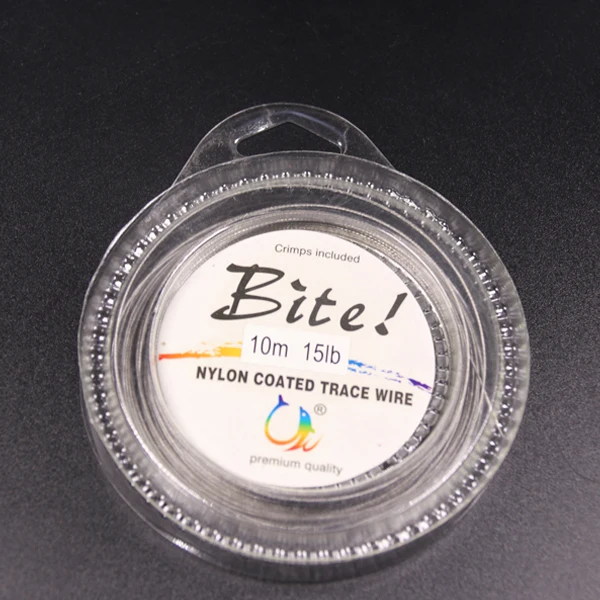 Crimps included
Bite!
10m 15lb
NYLON COATED TRACE WIRE
®
premium quality